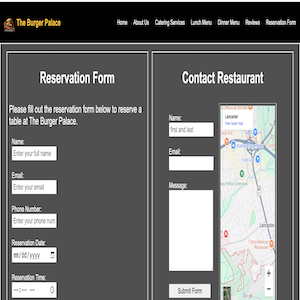 The Burger Palace
Home About Us Catering Services Lunch Menu Dinner Menu Reviews Reservation Form
Reservation Form
Please fill out the reservation form below to reserve a
table at The Burger Palace.
Name:
Enter your full name
Email:
Enter your email
Phone Number:
Enter your phone num
Reservation Date:
mm/dd/yyyy
Reservation Time:
--:-- --
Contact Restaurant
Name:
first and last
Email:
Message:
Submit Form
Lancaster
View larger map
Lancaster